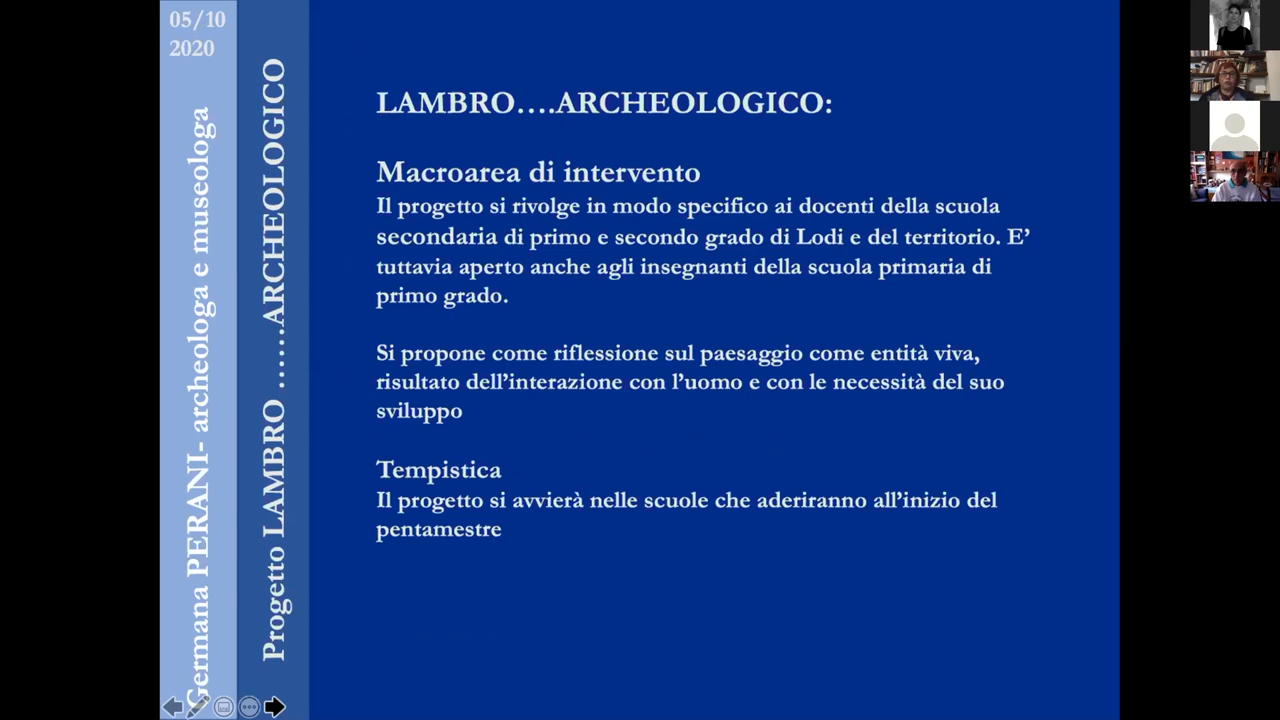 05/10
2020
Germana PERANI- archeologa e museologa
Progetto LAMBRO ......ARCHEOLOGICO
LAMBRO....ARCHEOLOGICO:
Macroarea di intervento
Il progetto si rivolge in modo specifico ai docenti della scuola
secondaria di primo e secondo grado di Lodi e del territorio. E’
tuttavia aperto anche agli insegnanti della scuola primaria di
primo grado.
Si propone come riflessione sul paesaggio come entità viva,
risultato dell’interazione con l’uomo e con le necessità del suo
sviluppo
Tempistica
Il progetto si avvierà nelle scuole che aderiranno all’inizio del
pentamestre